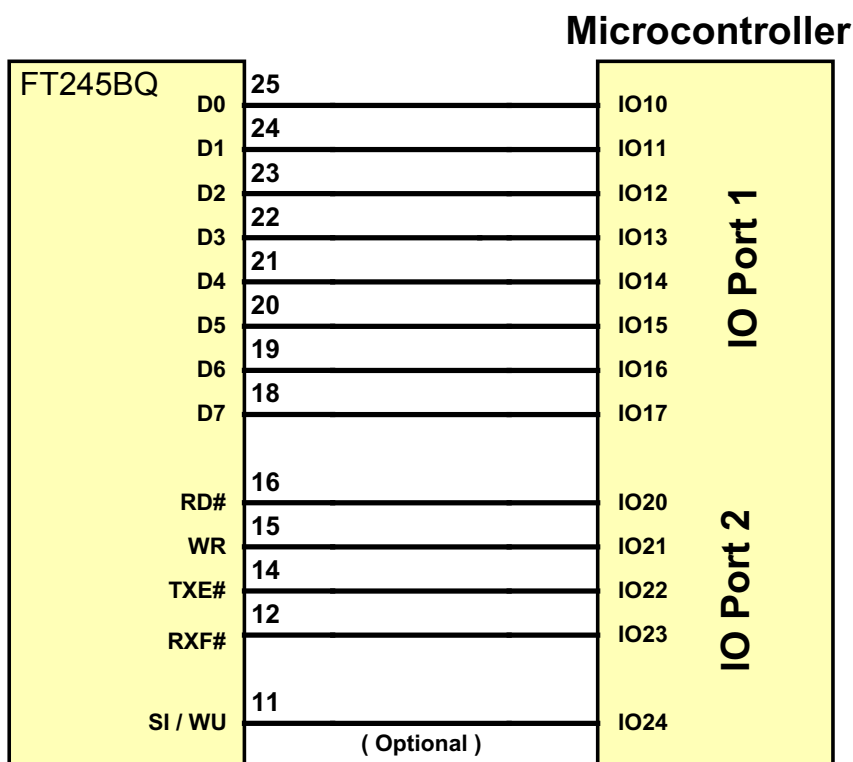 Microcontroller
FT245BQ
25
D0 IO10
24
D1 IO11
23
D2 IO12
22
D3 IO13
21
D4 IO14
20
D5 IO15
19
D6 IO16
18
D7 IO17
IO Port 1
16
RD# IO20
15
WR IO21
14
TXE# IO22
12
RXF# IO23
IO Port 2
11
SI / WU IO24
( Optional )